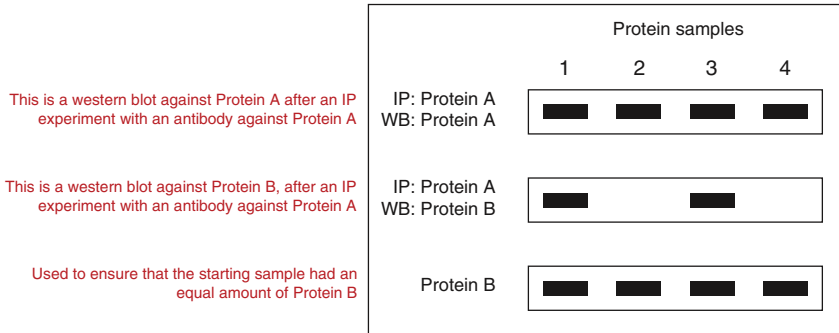 Protein samples
1 2 3 4
This is a western blot against Protein A after an IP
experiment with an antibody against Protein A
IP: Protein A
WB: Protein A
This is a western blot against Protein B, after an IP
experiment with an antibody against Protein A
IP: Protein A
WB: Protein B
Used to ensure that the starting sample had an
equal amount of Protein B
Protein B